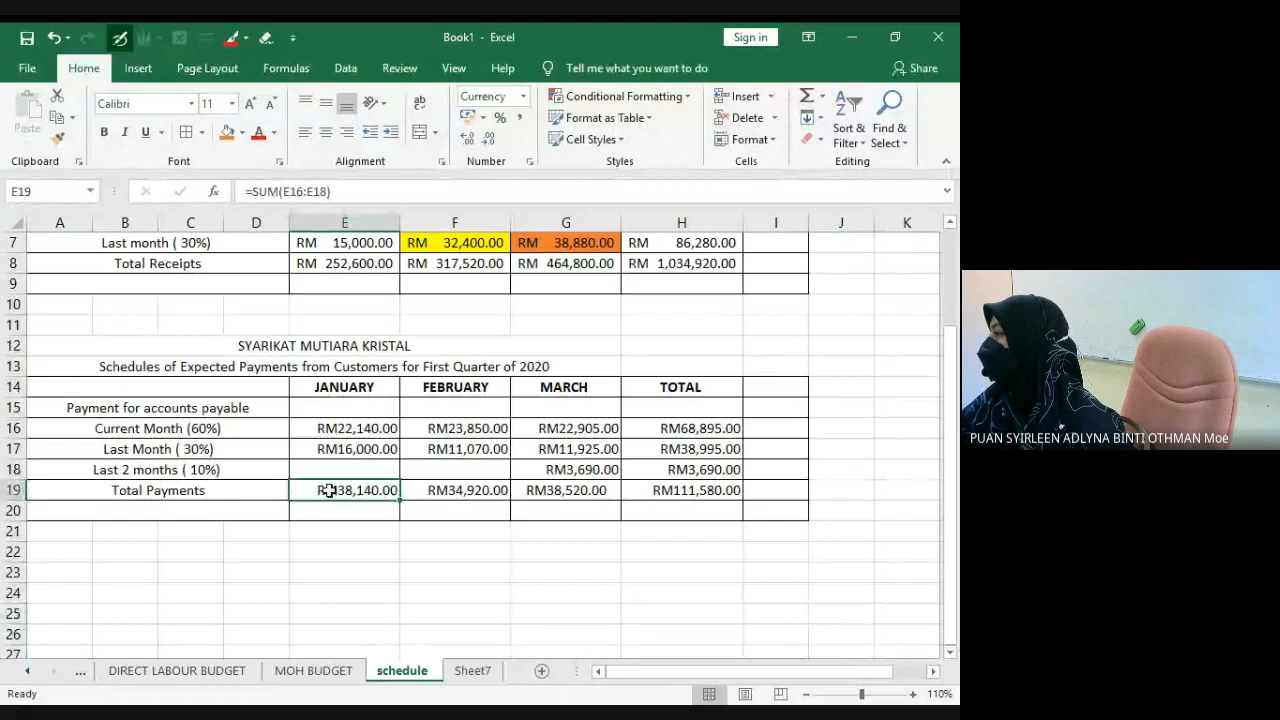 Book1 - Excel
Sign in
File Home Insert Page Layout Formulas Data Review View Help Tell me what you want to do Share
Paste
Calibri 11
B I U
ab
Currency
%
Conditional Formatting
Format as Table
Cell Styles
Insert
Delete
Format
Sort & Filter
Find & Select
Clipboard Font Alignment Number Styles Cells Editing
E19 fx =SUM(E16:E18)
A B C D E F G H I J K
7 Last month ( 30%) RM 15,000.00 RM 32,400.00 RM 38,880.00 RM 86,280.00
8 Total Receipts RM 252,600.00 RM 317,520.00 RM 464,800.00 RM 1,034,920.00
9
10
11
12 SYARIKAT MUTIARA KRISTAL
13 Schedules of Expected Payments from Customers for First Quarter of 2020
14 JANUARY FEBRUARY MARCH TOTAL
15 Payment for accounts payable
16 Current Month (60%) RM22,140.00 RM23,850.00 RM22,905.00 RM68,895.00
17 Last Month ( 30%) RM16,000.00 RM11,070.00 RM11,925.00 RM38,995.00
18 Last 2 months ( 10%) RM3,690.00 RM3,690.00
19 Total Payments RM38,140.00 RM34,920.00 RM38,520.00 RM111,580.00
20
21
22
23
24
25
26
27
... DIRECT LABOUR BUDGET MOH BUDGET schedule Sheet7
Ready 110%
PUAN SYIRLEEN ADLYNA BINTI OTHMAN Moe